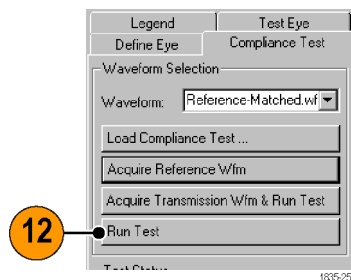 Legend Test Eye
Define Eye Compliance Test
Waveform Selection
Waveform: Reference-Matched.wf
Load Compliance Test ...
Acquire Reference Wfm
Acquire Transmission Wfm & Run Test
12 Run Test
Test Status
1835-25